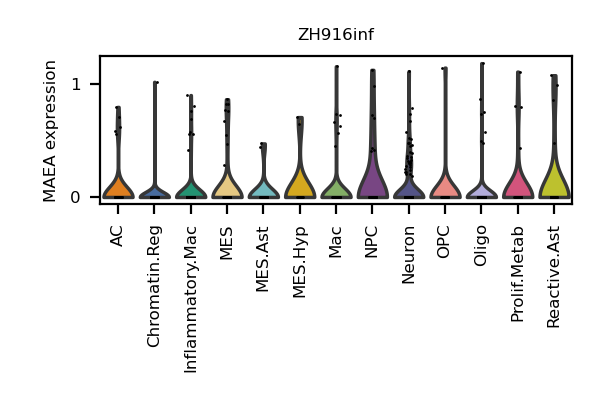 ZH916inf
MAEA expression
1
0
AC
Chromatin.Reg
Inflammatory.Mac
MES
MES.Ast
MES.Hyp
Mac
NPC
Neuron
OPC
Oligo
Prolif.Metab
Reactive.Ast